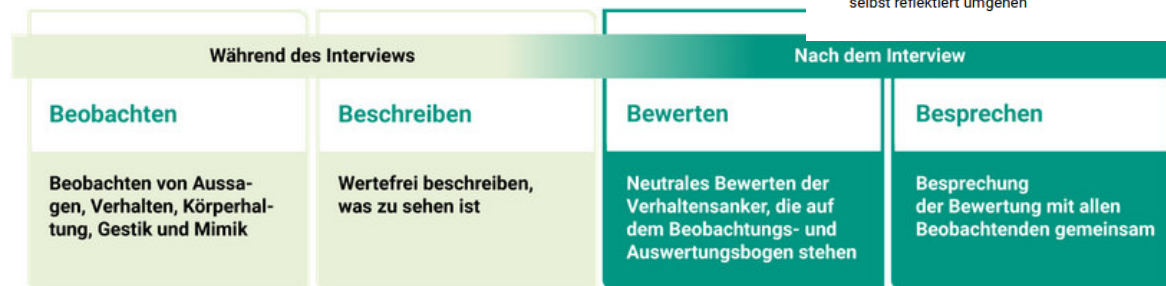 selbst reflektiert umgehen
Während des Interviews
Nach dem Interview
Beobachten
Beobachten von Aussa-
gen, Verhalten, Körperhal-
tung, Gestik und Mimik
Beschreiben
Wertefrei beschreiben,
was zu sehen ist
Bewerten
Neutrales Bewerten der
Verhaltensanker, die auf
dem Beobachtungs- und
Auswertungsbogen stehen
Besprechen
Besprechung
der Bewertung mit allen
Beobachtenden gemeinsam